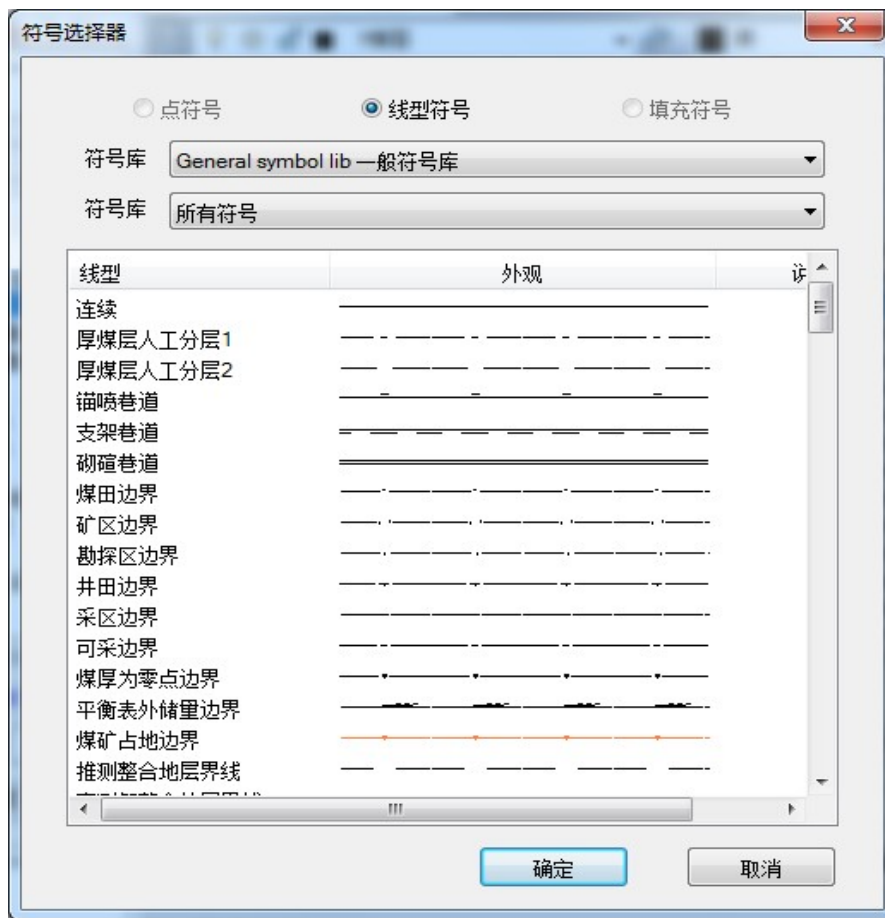 符号选择器
点符号 线型符号 填充符号
符号库 General symbol lib 一般符号库
符号库 所有符号
线型 外观
连续
厚煤层人工分层1
厚煤层人工分层2
锚喷巷道
支架巷道
砌碹巷道
煤田边界
矿区边界
勘探区边界
井田边界
采区边界
可采边界
煤厚为零点边界
平衡表外储量边界
煤矿占地边界
推测整合地层界线
确定 取消